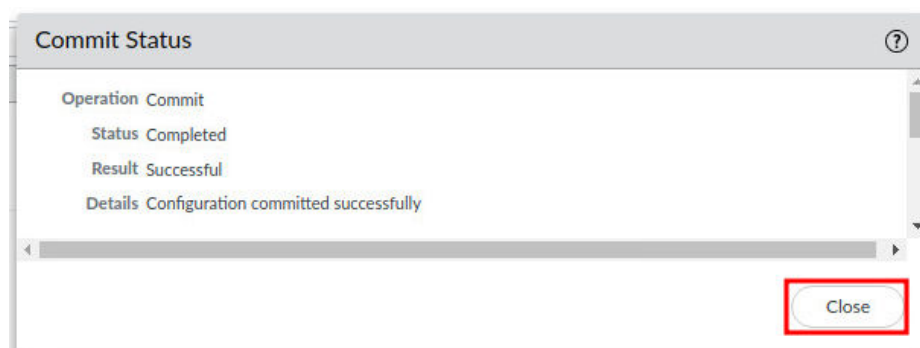 Commit Status
?
Operation Commit
Status Completed
Result Successful
Details Configuration committed successfully
Close